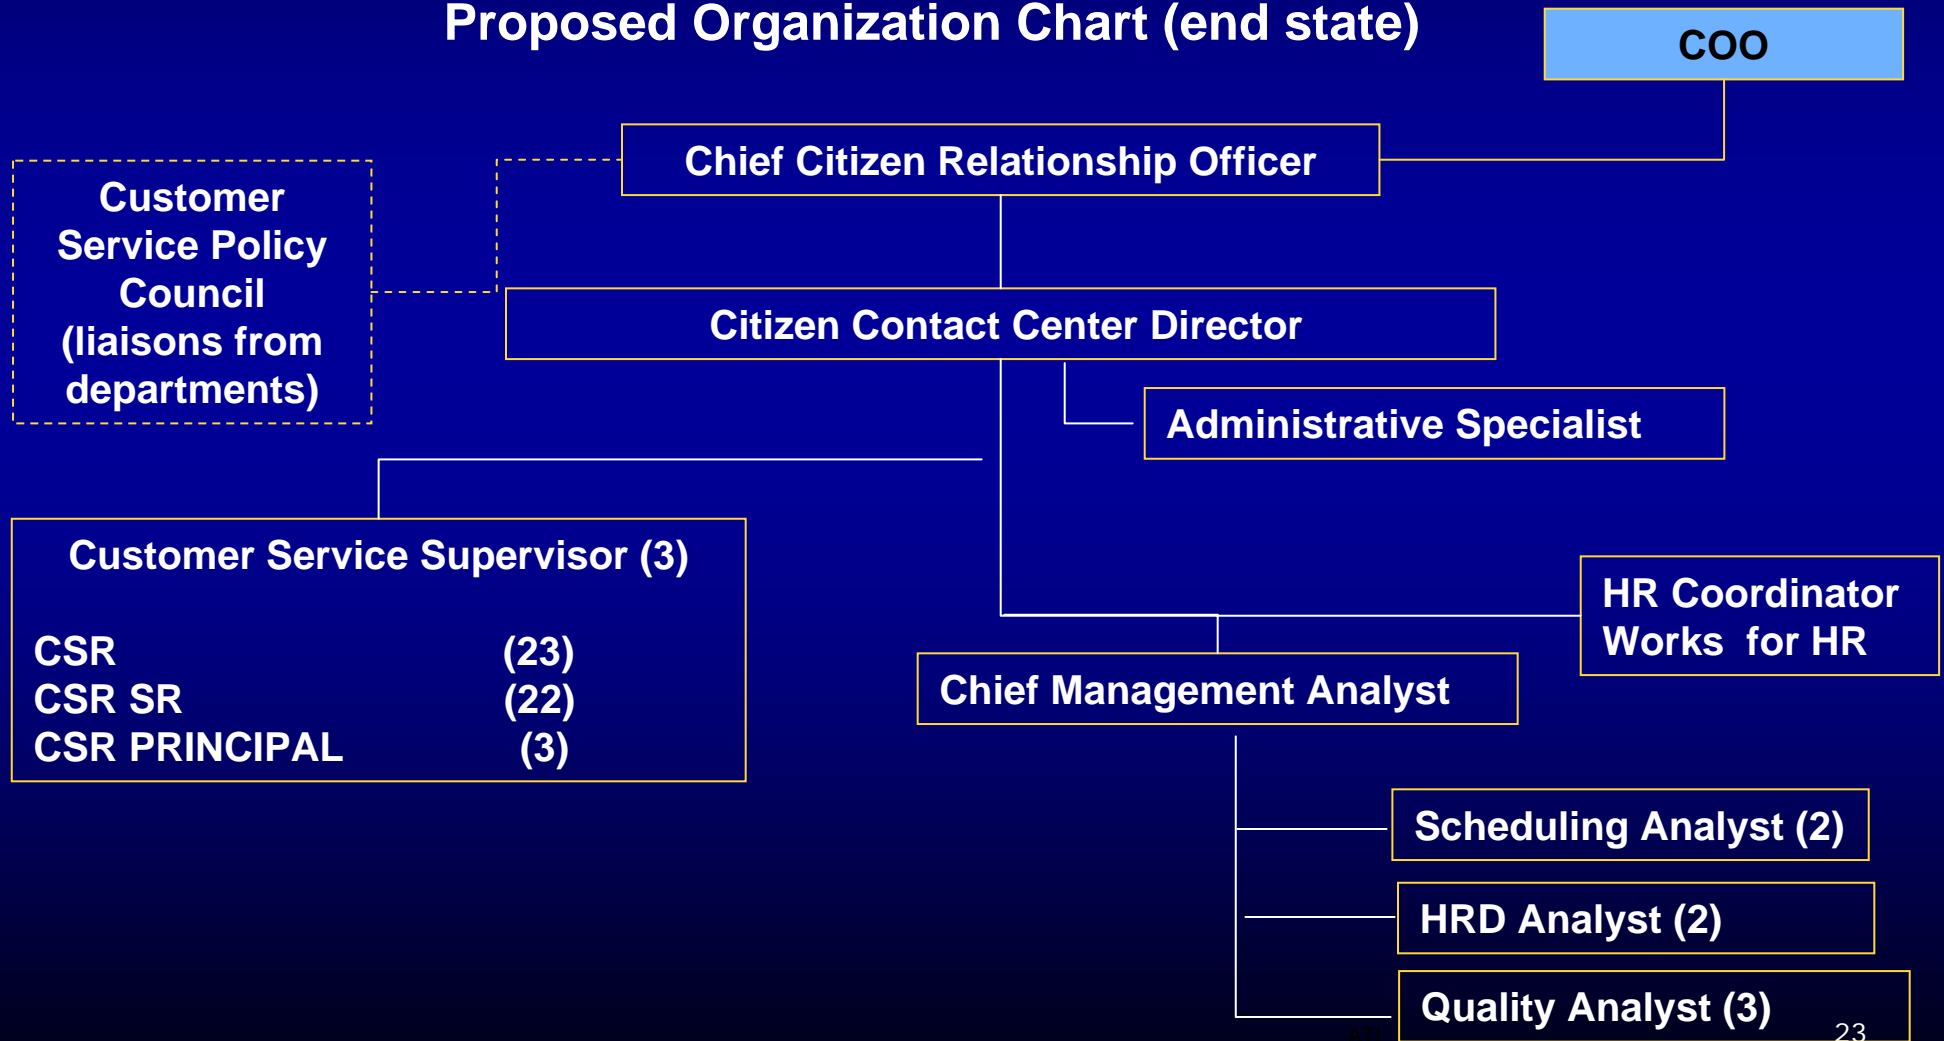 Proposed Organization Chart (end state)
COO
Chief Citizen Relationship Officer
Customer
Service Policy
Council
(liaisons from
departments)
Citizen Contact Center Director
Administrative Specialist
Customer Service Supervisor (3)
CSR (23)
CSR SR (22)
CSR PRINCIPAL (3)
HR Coordinator
Works for HR
Chief Management Analyst
Scheduling Analyst (2)
HRD Analyst (2)
Quality Analyst (3)
23